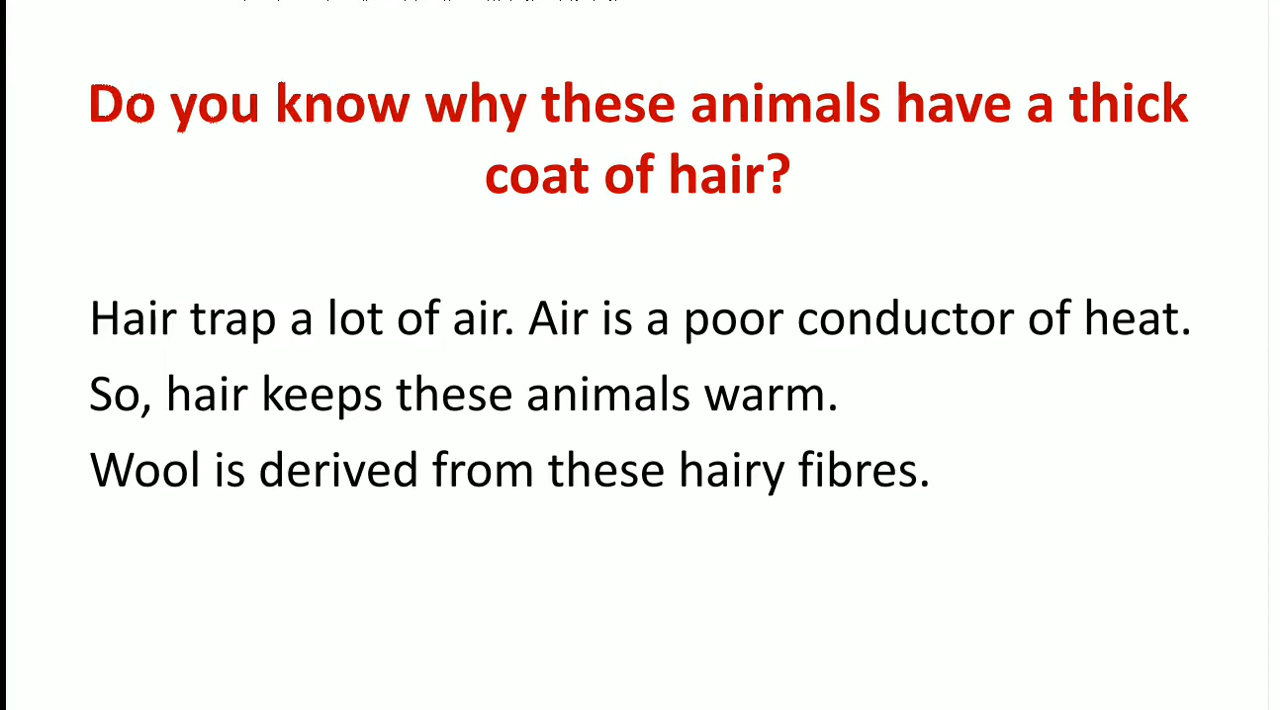 Do you know why these animals have a thick
coat of hair?
Hair trap a lot of air. Air is a poor conductor of heat.
So, hair keeps these animals warm.
Wool is derived from these hairy fibres.